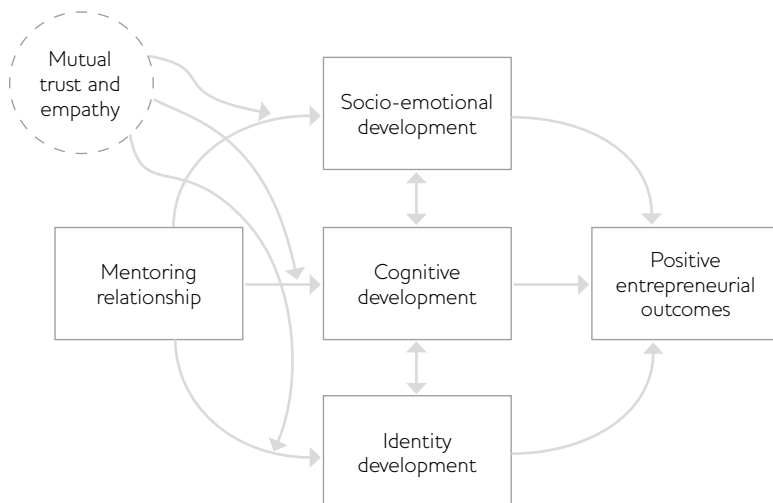 Mutual
trust and
empathy
Socio-emotional
development
Mentoring
relationship
Cognitive
development
Positive
entrepreneurial
outcomes
Identity
development